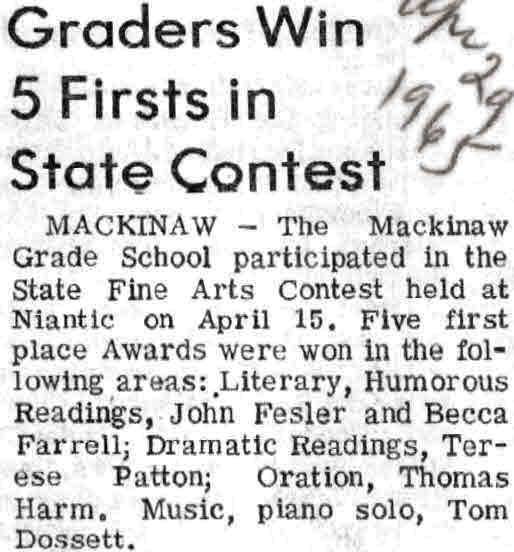 Graders Win
5 Firsts in
State Contest
Apr 29
1965
MACKINAW — The Mackinaw
Grade School participated in the
State Fine Arts Contest held at
Niantic on April 15. Five first
place Awards were won in the fol-
lowing areas: Literary, Humorous
Readings, John Fesler and Becca
Farrell; Dramatic Readings, Ter-
ese Patton; Oration, Thomas
Harm. Music, piano solo, Tom
Dossett.